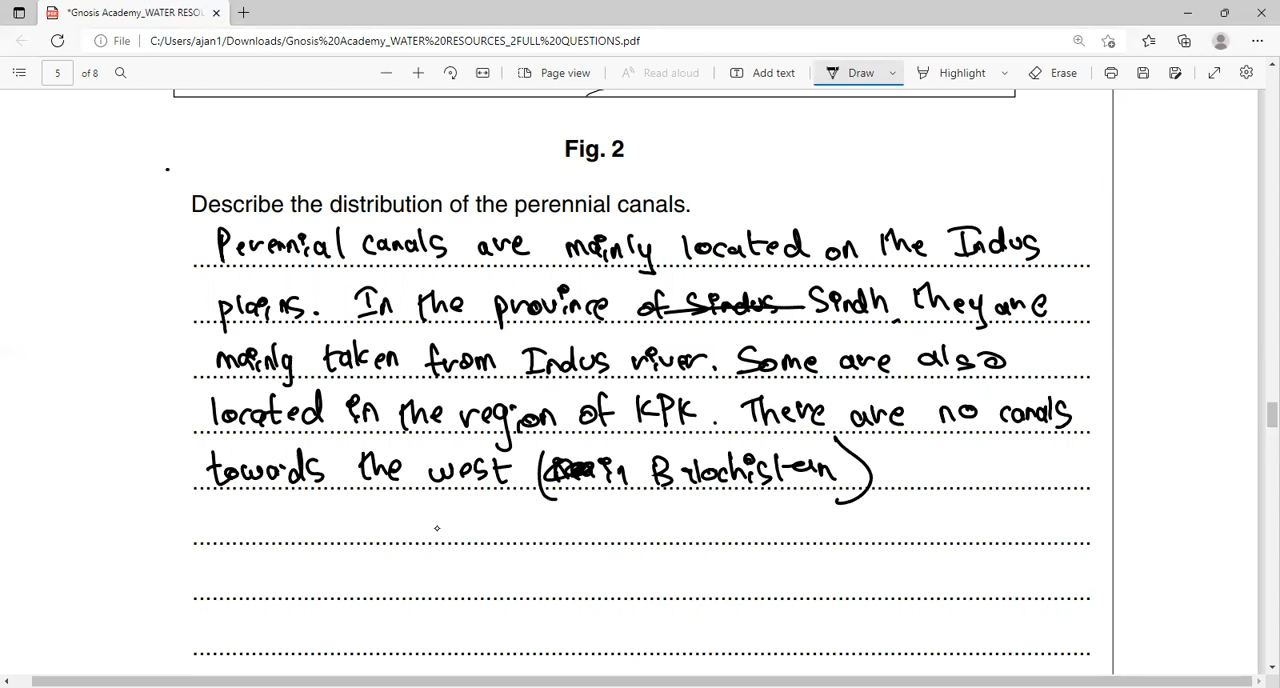 *Gnosis Academy_WATER RESOU
File C:/Users/ajan1/Downloads/Gnosis%20Academy_WATER%20RESOURCES_2FULL%20QUESTIONS.pdf
5 of 8 Page view Read aloud Add text Draw Highlight Erase
Fig. 2
Describe the distribution of the perennial canals.
Perennial canals are mainly located on the Indus
plains. In the province of Sindus Sindh, they are
mainly taken from Indus river. Some are also
located in the region of KPK. There are no canals
towards the west (in Balochistan)